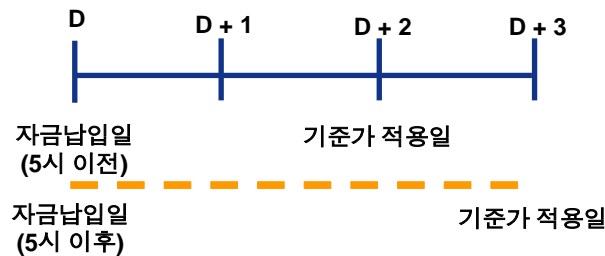 D D + 1 D + 2 D + 3
자금납입일 기준가 적용일
(5시 이전)
자금납입일 기준가 적용일
(5시 이후)